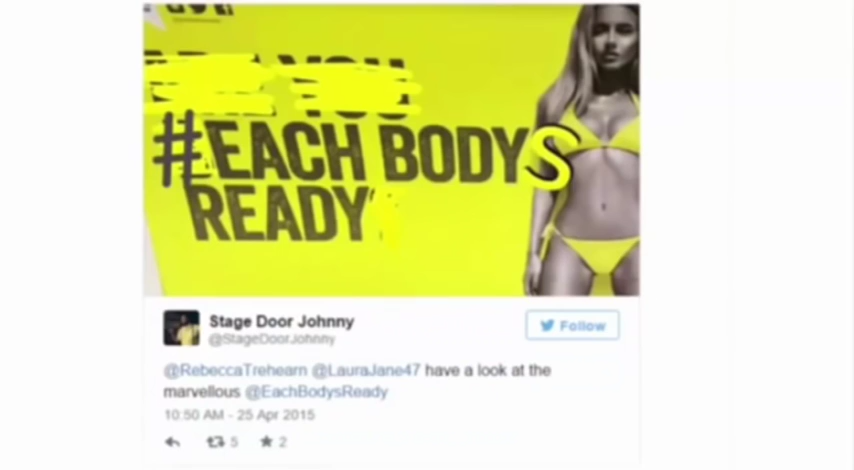 #EACH BODYS
READY
Stage Door Johnny
@StageDoorJohnny
Follow
@RebeccaTrehearn @LauraJane47 have a look at the
marvellous @EachBodysReady
10:50 AM - 25 Apr 2015
5
2